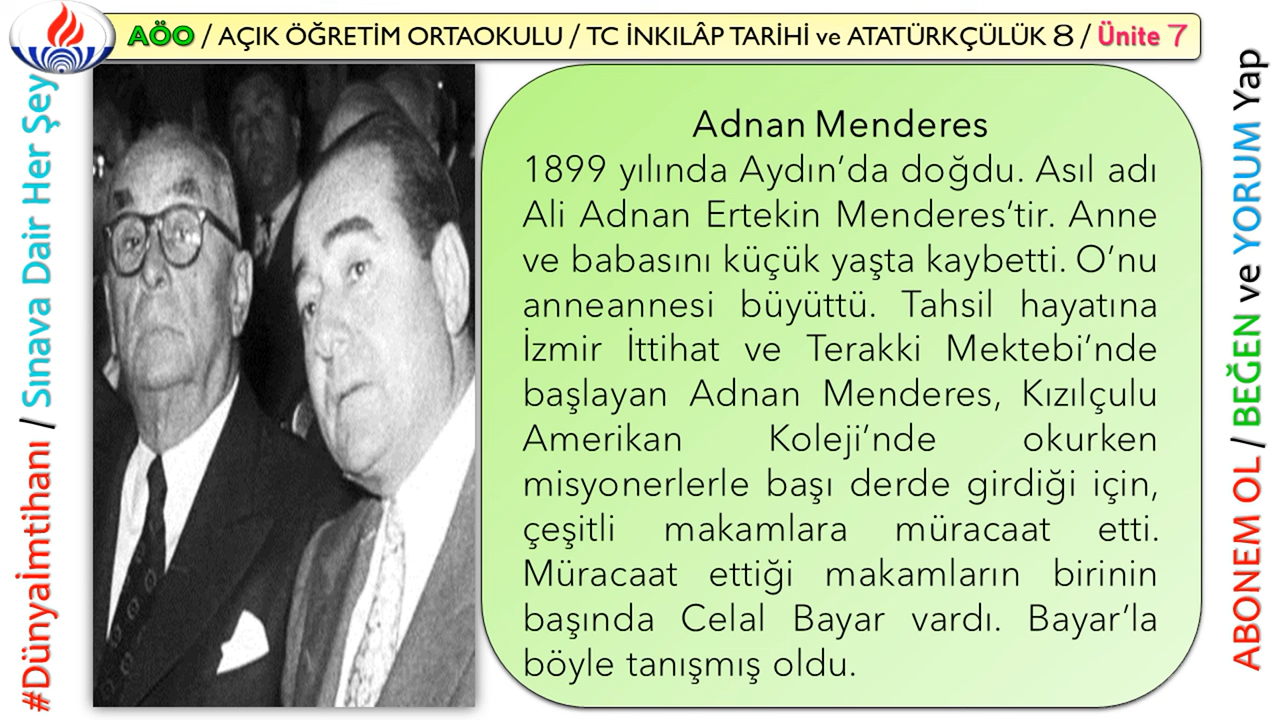 AÖO / AÇIK ÖĞRETİM ORTAOKULU / TC İNKILÂP TARİHİ ve ATATÜRKÇÜLÜK 8 / Ünite 7
#Dünyaİmtihanı / Sınava Dair Her Şey
Adnan Menderes
1899 yılında Aydın’da doğdu. Asıl adı
Ali Adnan Ertekin Menderes’tir. Anne
ve babasını küçük yaşta kaybetti. O’nu
anneannesi büyüttü. Tahsil hayatına
İzmir İttihat ve Terakki Mektebi’nde
başlayan Adnan Menderes, Kızılçulu
Amerikan Koleji’nde okurken
misyonerlerle başı derde girdiği için,
çeşitli makamlara müracaat etti.
Müracaat ettiği makamların birinin
başında Celal Bayar vardı. Bayar’la
böyle tanışmış oldu.
ABONEM OL / BEĞEN ve YORUM Yap